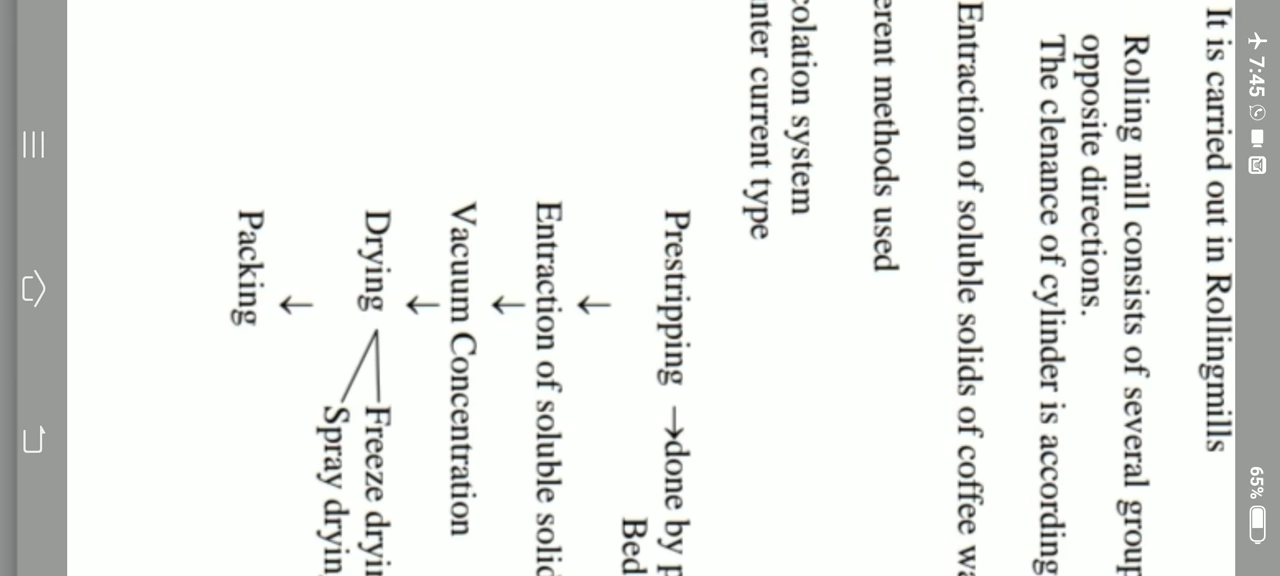 7:45 65%
It is carried out in Rollingmills
Rolling mill consists of several group
opposite directions.
The clenance of cylinder is according
Entraction of soluble solids of coffee wa
erent methods used
colation system
nter current type
Prestripping →done by p
Bed
↓
Entraction of soluble solid
↓
Vacuum Concentration
↓
Drying Freeze dryin
Spray dryin
↓
Packing